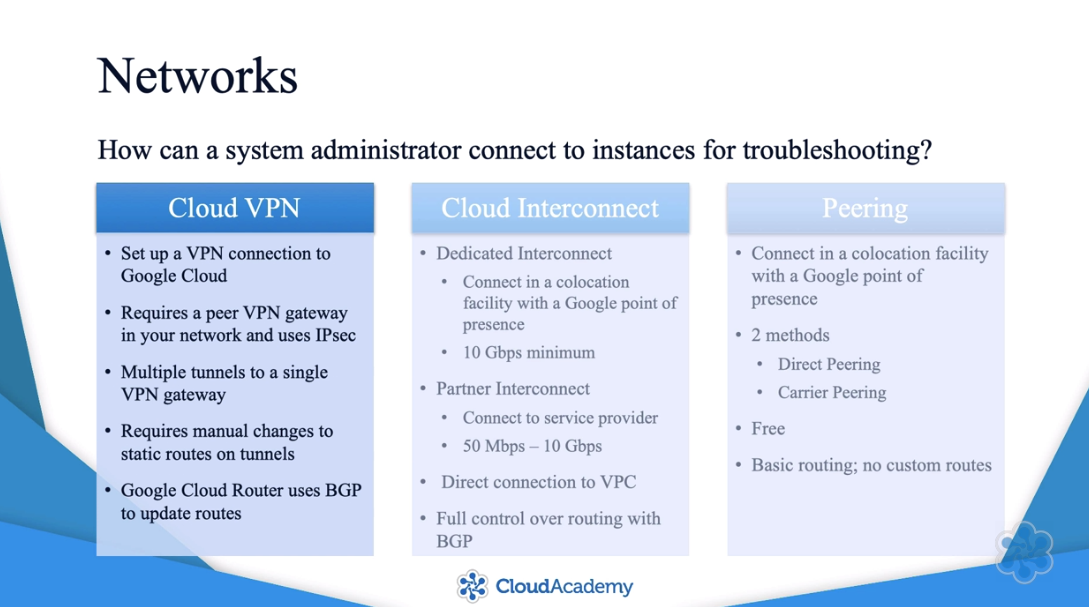 Networks
How can a system administrator connect to instances for troubleshooting?
Cloud VPN
• Set up a VPN connection to
Google Cloud
• Requires a peer VPN gateway
in your network and uses IPsec
• Multiple tunnels to a single
VPN gateway
• Requires manual changes to
static routes on tunnels
• Google Cloud Router uses BGP
to update routes
Cloud Interconnect
• Dedicated Interconnect
• Connect in a colocation
facility with a Google point of
presence
• 10 Gbps minimum
• Partner Interconnect
• Connect to service provider
• 50 Mbps – 10 Gbps
• Direct connection to VPC
• Full control over routing with
BGP
Peering
• Connect in a colocation facility
with a Google point of
presence
• 2 methods
• Direct Peering
• Carrier Peering
• Free
• Basic routing; no custom routes
CloudAcademy